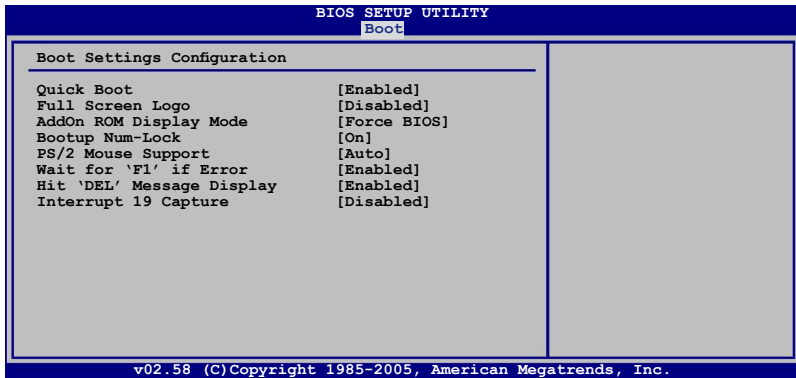 BIOS SETUP UTILITY
Boot
Boot Settings Configuration
Quick Boot [Enabled]
Full Screen Logo [Disabled]
AddOn ROM Display Mode [Force BIOS]
Bootup Num-Lock [On]
PS/2 Mouse Support [Auto]
Wait for ‘F1’ if Error [Enabled]
Hit ‘DEL’ Message Display [Enabled]
Interrupt 19 Capture [Disabled]
v02.58 (C)Copyright 1985-2005, American Megatrends, Inc.